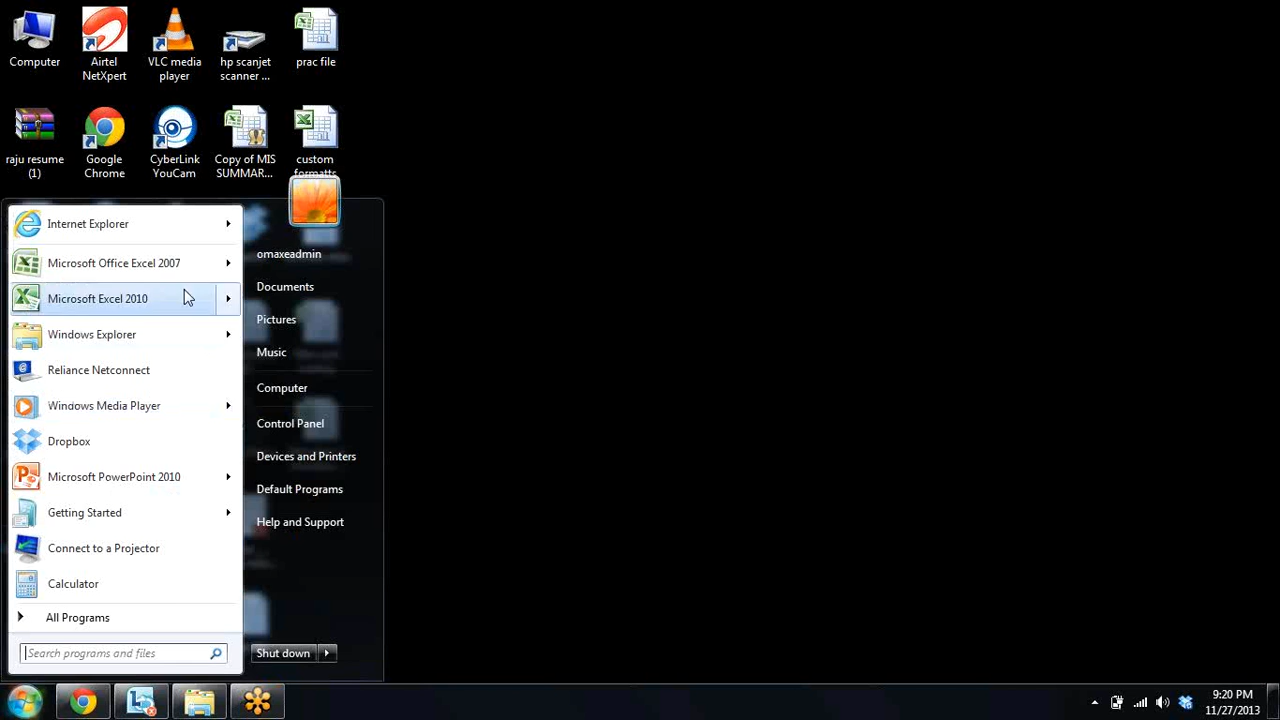 Computer
Airtel
NetXpert
VLC media
player
hp scanjet
scanner ...
prac file
raju resume
(1)
Google
Chrome
CyberLink
YouCam
Copy of MIS
SUMMAR...
custom
formatts
Internet Explorer
Microsoft Office Excel 2007
Microsoft Excel 2010
Windows Explorer
Reliance Netconnect
Windows Media Player
Dropbox
Microsoft PowerPoint 2010
Getting Started
Connect to a Projector
Calculator
All Programs
Search programs and files
omaxeadmin
Documents
Pictures
Music
Computer
Control Panel
Devices and Printers
Default Programs
Help and Support
Shut down
9:20 PM
11/27/2013